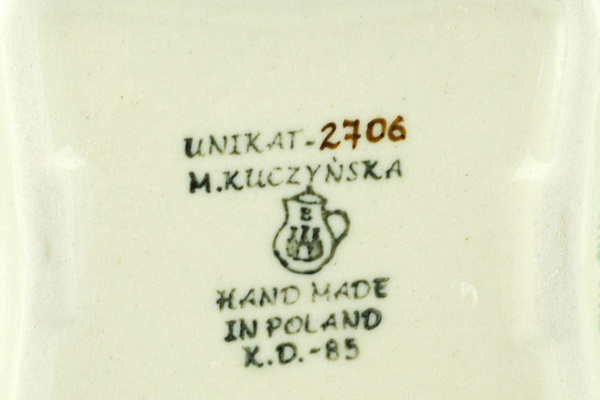 UNIKAT-2706
M.KUCZYŃSKA
B
HAND MADE
IN POLAND
K.D.-85